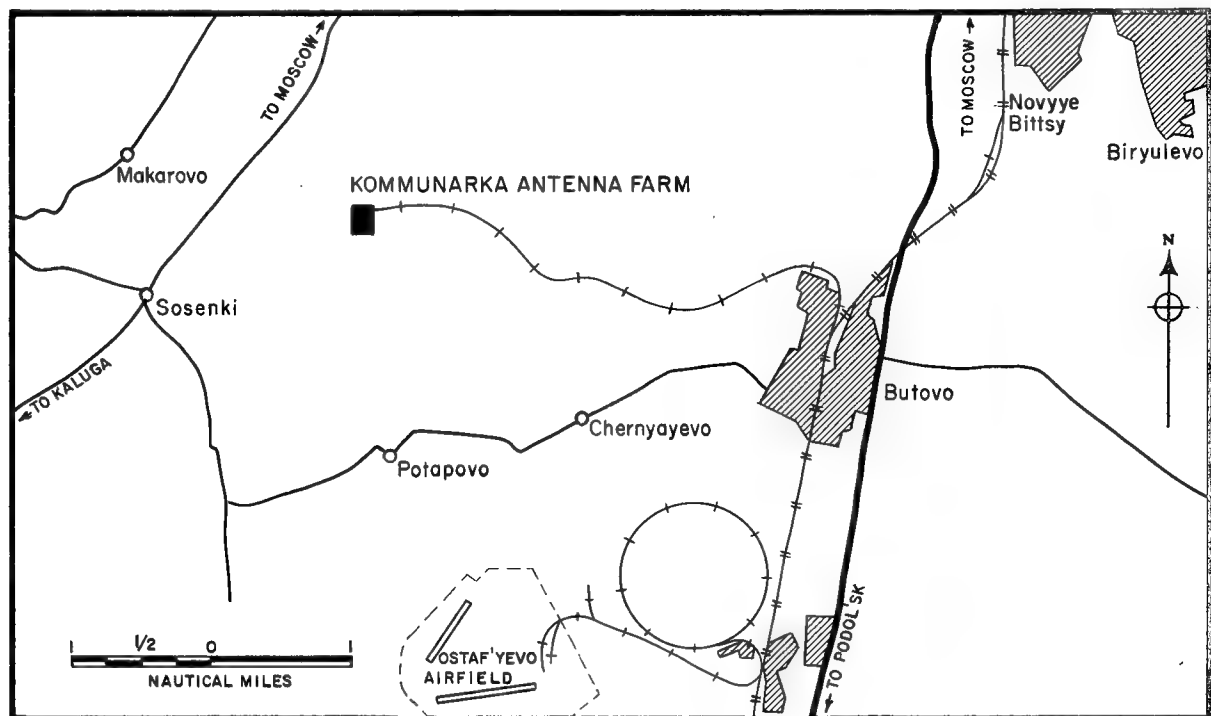 TO MOSCOW
TO MOSCOW
Novyye
Bittsy
Biryulevo
Makarovo
KOMMUNARKA ANTENNA FARM
N
Sosenki
TO KALUGA
Butovo
Chernyayevo
Potapovo
1 1/2 0 1
NAUTICAL MILES
OSTAF'YEVO
AIRFIELD
TO PODOL'SK